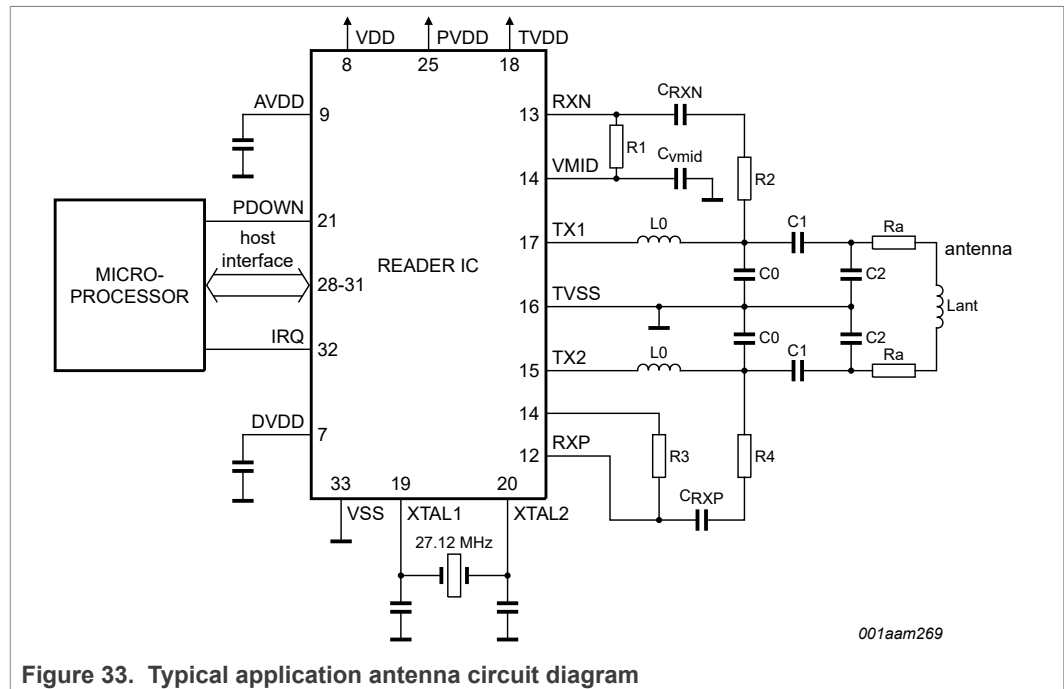 VDD
PVDD
TVDD
8
25
18
AVDD
9
13
RXN
CRXN
R1
VMID
14
Cvmid
R2
PDOWN
21
17
TX1
L0
C1
Ra
antenna
host
interface
READER IC
MICRO-
PROCESSOR
28-31
C0
C2
TVSS
16
Lant
C0
C2
IRQ
32
15
TX2
L0
C1
Ra
14
DVDD
7
RXP
12
R3
R4
33
19
20
CRXP
VSS
XTAL1
XTAL2
27.12 MHz
001aam269
Figure 33. Typical application antenna circuit diagram